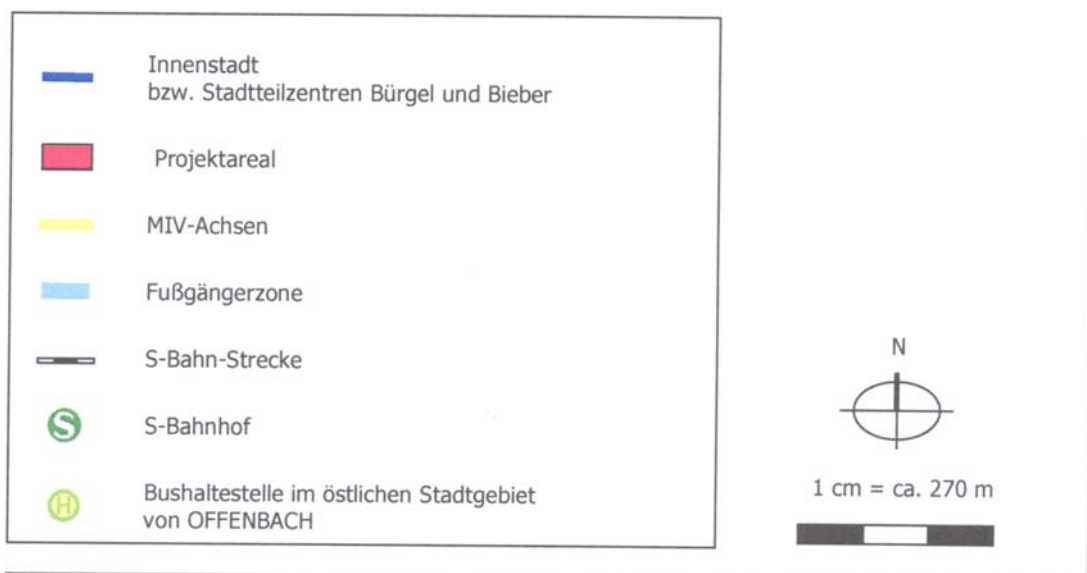 Innenstadt
bzw. Stadtteilzentren Bürgel und Bieber
Projektareal
MIV-Achsen
Fußgängerzone
S-Bahn-Strecke
S
S-Bahnhof
H
Bushaltestelle im östlichen Stadtgebiet
von OFFENBACH
N
1 cm = ca. 270 m